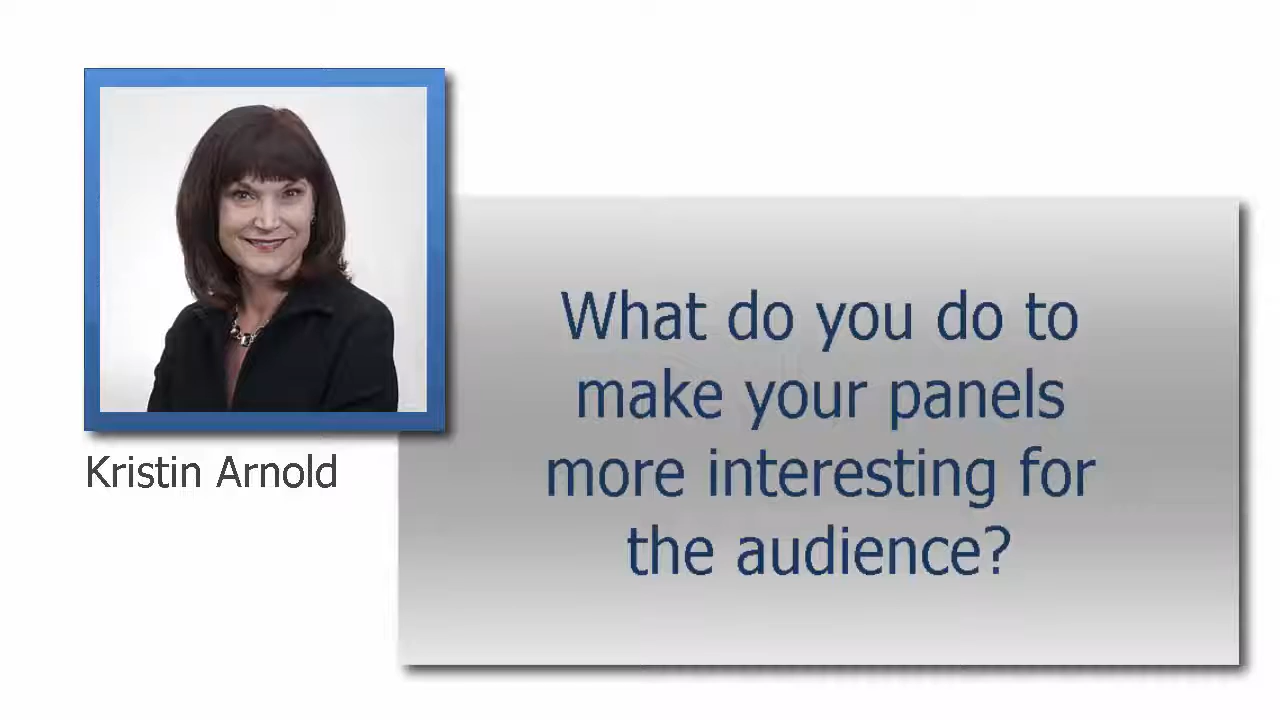 Kristin Arnold
What do you do to
make your panels
more interesting for
the audience?